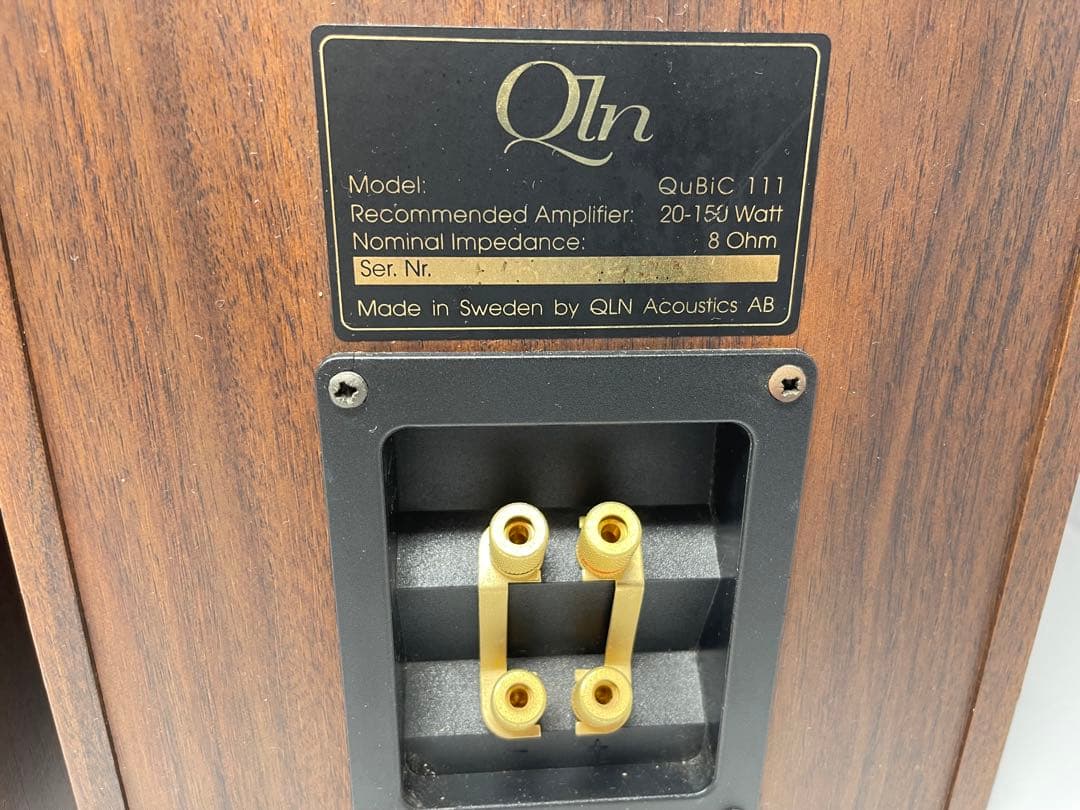 Qln
Model: QuBiC 111
Recommended Amplifier: 20-150 Watt
Nominal Impedance: 8 Ohm
Ser. Nr.
Made in Sweden by QLN Acoustics AB